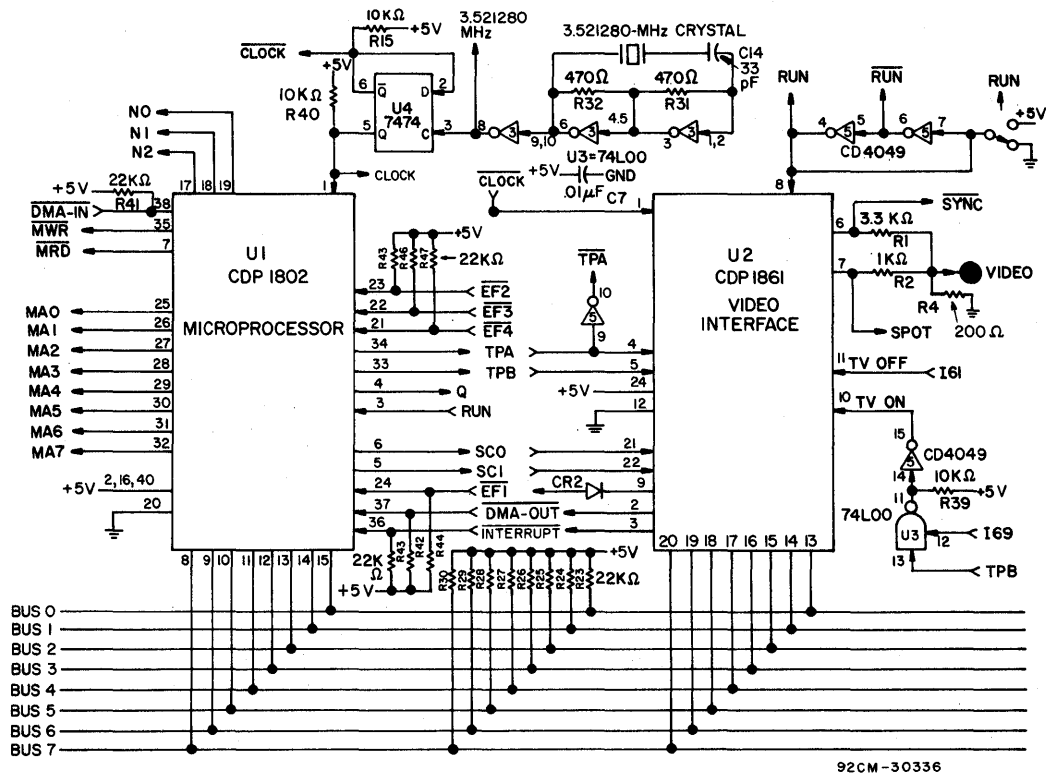 10KΩ
R15
+5V
3.521280
MHz
3.521280-MHz CRYSTAL
C14
33
pF
CLOCK
+5V
10KΩ
R40
6 Q̅ D 2
U4
7474
5 Q C 3
470Ω
R32
470Ω
R31
8 3 9,10 6 3 4.5 3 3 1,2
U3=74LOO
+5V GND
.01µF C7
RUN
RUN
RUN
+5V
4 5 5 6 5 7
CD4049
NO
N1
N2
17 18 19
1
CLOCK
CLOCK
+5V
22KΩ
R41
DMA-IN 38
MWR 35
MRD 7
U1
CDP 1802
MICROPROCESSOR
MAO 25
MA1 26
MA2 27
MA3 28
MA4 29
MA5 30
MA6 31
MA7 32
+5V 2,16,40
20
R43 R46 R47
+5V
22KΩ
23 EF2
22 EF3
21 EF4
34 TPA
33 TPB
4 Q
3 RUN
6 SCO
5 SCI
24 EF1
37 DMA-OUT
36 INTERRUPT
22K
Ω
R43 R42 R44
+5V
TPA
10
5
9
1
4
5
+5V 24
12
21
22
CR2 9
2
3
U2
CDP1861
VIDEO
INTERFACE
8
6
SYNC
3.3 KΩ
R1
7
1KΩ
R2
VIDEO
R4
200Ω
SPOT
11 TV OFF I61
10 TV ON
15
5
CD4049
14
10KΩ
R39
+5V
11
74LOO
U3
12 I69
13 TPB
8 9 10 11 12 13 14 15
R30 R29 R28 R27 R26 R25 R24 R23
+5V
22KΩ
20 19 18 17 16 15 14 13
BUS 0
BUS 1
BUS 2
BUS 3
BUS 4
BUS 5
BUS 6
BUS 7
92CM-30336